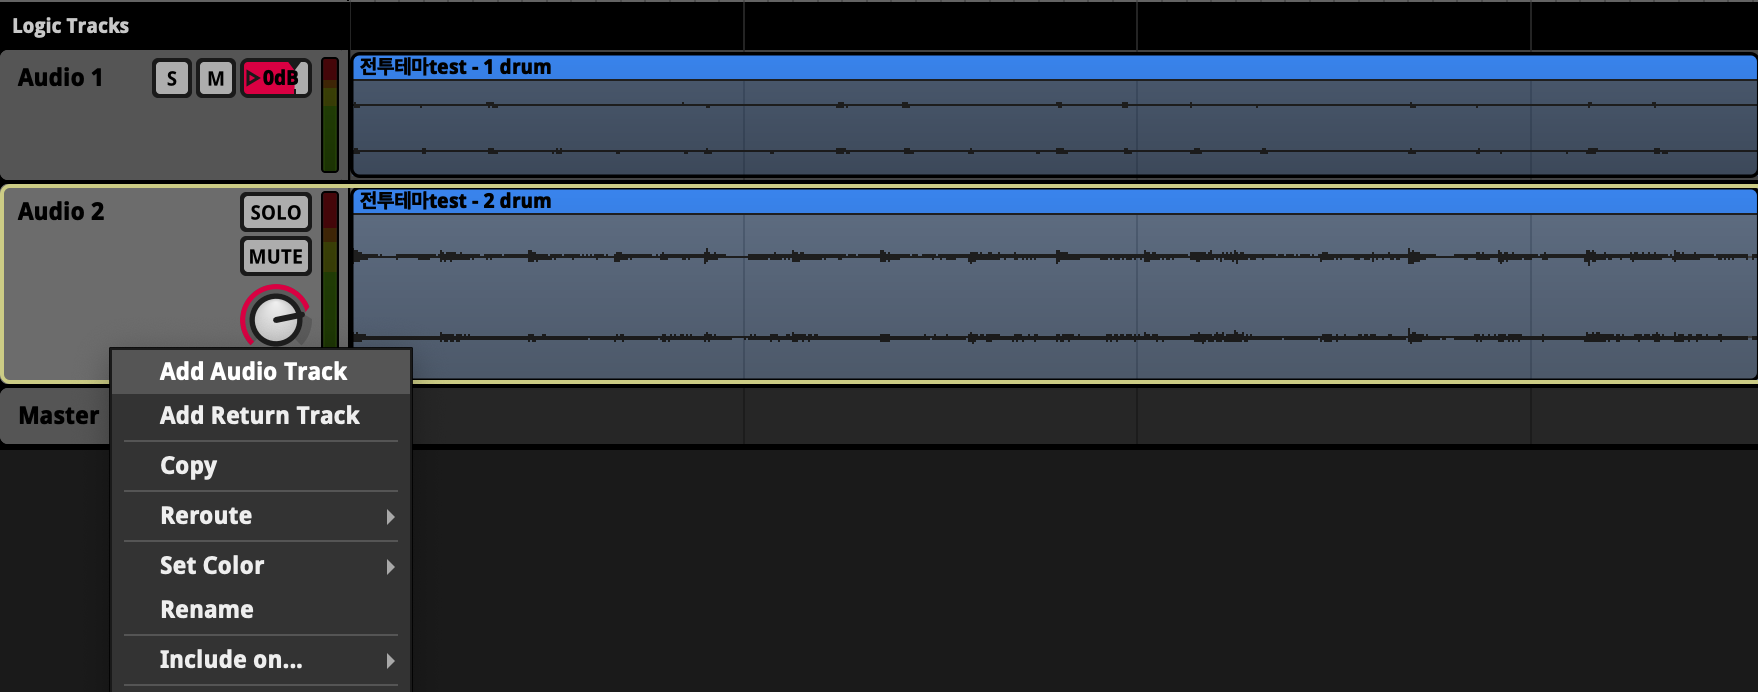 Logic Tracks
Audio 1
S
M
0dB
전투테마test - 1 drum
Audio 2
SOLO
MUTE
전투테마test - 2 drum
Master
Add Audio Track
Add Return Track
Copy
Reroute
Set Color
Rename
Include on...